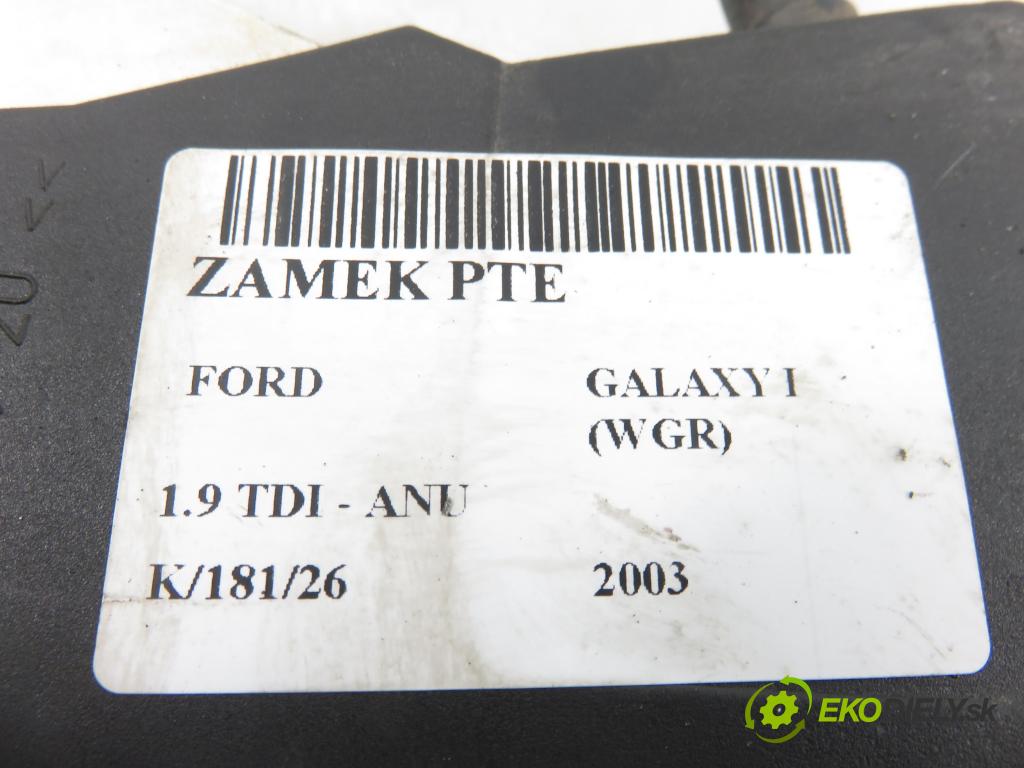 ZAMEK PTE
FORD GALAXY I
(WGR)
1.9 TDI - ANU
K/181/26 2003
EKODIELY.sk